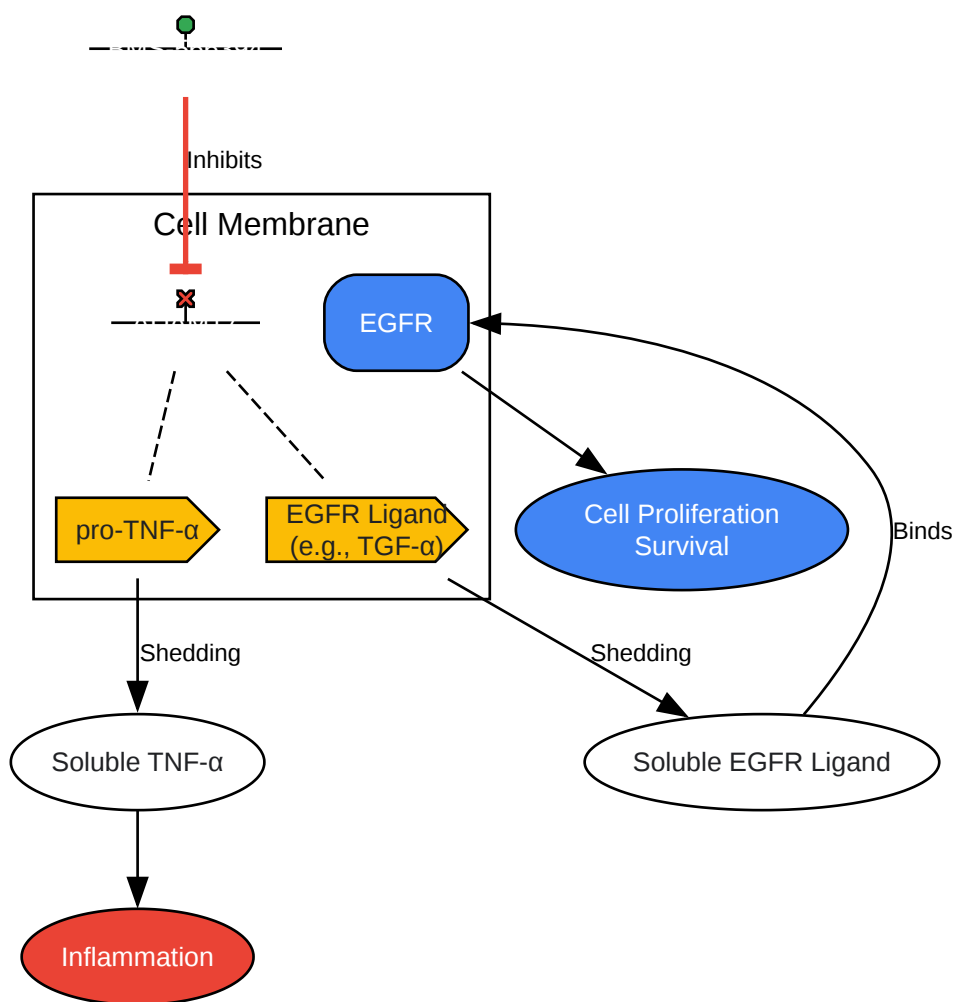 Inhibits
Cell Membrane
EGFR
pro-TNF-α
EGFR Ligand
(e.g., TGF-α)
Cell Proliferation
Survival
Binds
Shedding
Shedding
Soluble TNF-α
Soluble EGFR Ligand
Inflammation